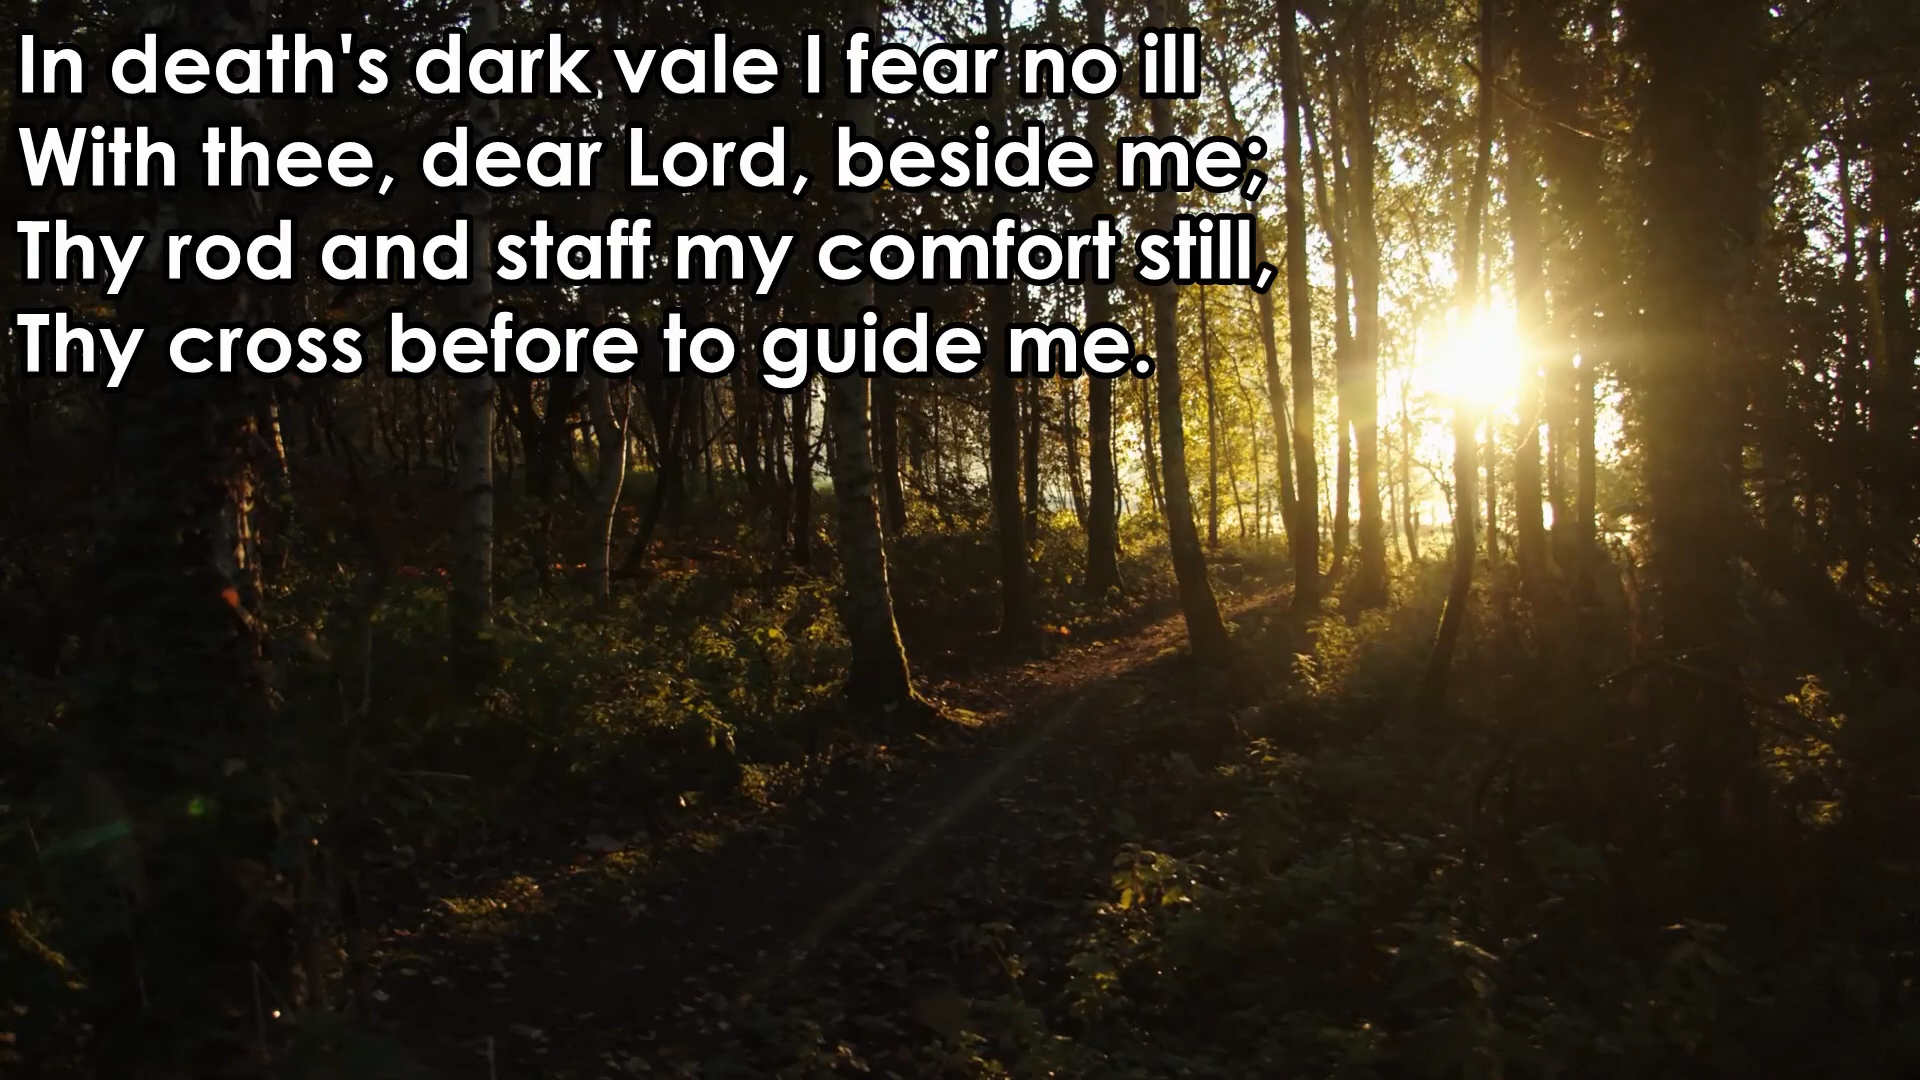 In death's dark vale I fear no ill
With thee, dear Lord, beside me;
Thy rod and staff my comfort still,
Thy cross before to guide me.